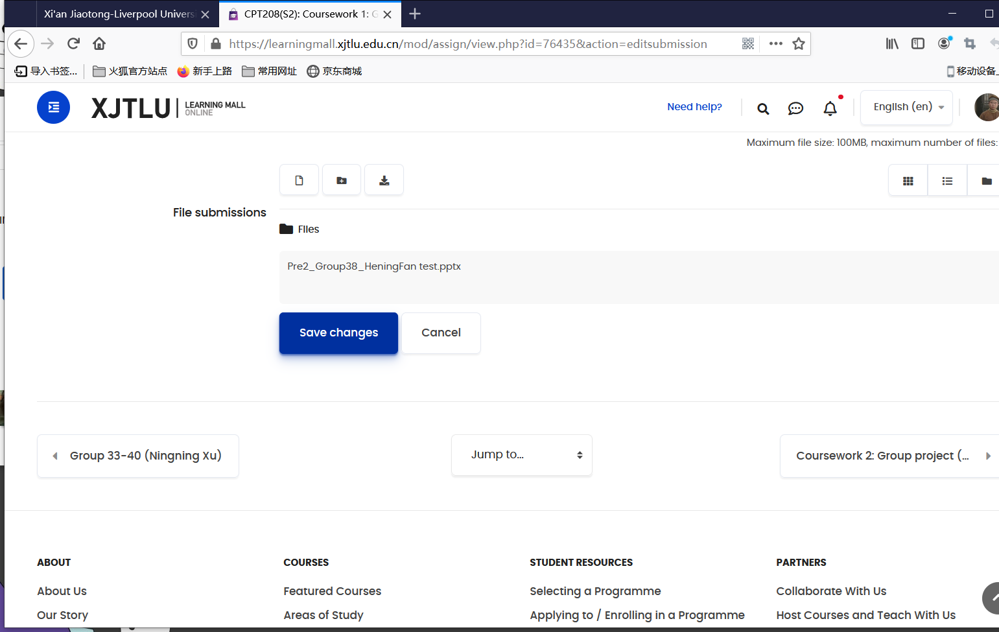 Xi'an Jiaotong-Liverpool Universi
CPT208(S2): Coursework 1: G
https://learningmall.xjtlu.edu.cn/mod/assign/view.php?id=76435&action=editsubmission
导入书签...
火狐官方站点
新手上路
常用网址
京东商城
移动设备
XJTLU
LEARNING MALL
ONLINE
Need help?
English (en)
Maximum file size: 100MB, maximum number of files:
File submissions
Files
Pre2_Group38_HeningFan test.pptx
Save changes
Cancel
Group 33-40 (Ningning Xu)
Jump to...
Coursework 2: Group project (...
ABOUT
COURSES
STUDENT RESOURCES
PARTNERS
About Us
Featured Courses
Selecting a Programme
Collaborate With Us
Our Story
Areas of Study
Applying to / Enrolling in a Programme
Host Courses and Teach With Us